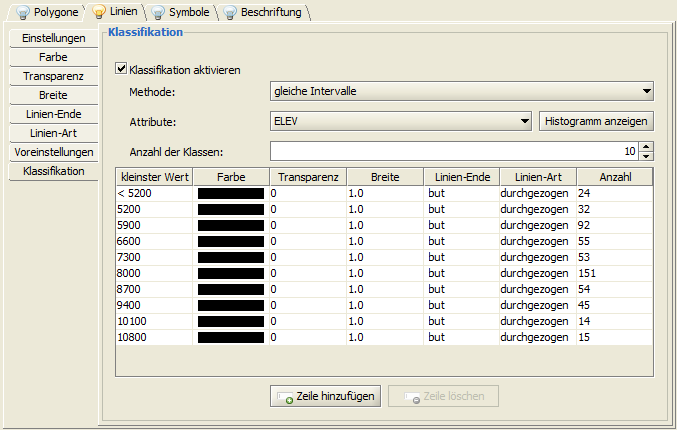 Polygone Linien Symbole Beschriftung
Klassifikation
Einstellungen
Farbe
Transparenz
Breite
Linien-Ende
Linien-Art
Voreinstellungen
Klassifikation
Klassifikation aktivieren
Methode: gleiche Intervalle
Attribute: ELEV Histogramm anzeigen
Anzahl der Klassen: 10
kleinster Wert Farbe Transparenz Breite Linien-Ende Linien-Art Anzahl
< 5200 0 1.0 but durchgezogen 24
5200 0 1.0 but durchgezogen 32
5900 0 1.0 but durchgezogen 92
6600 0 1.0 but durchgezogen 55
7300 0 1.0 but durchgezogen 53
8000 0 1.0 but durchgezogen 151
8700 0 1.0 but durchgezogen 54
9400 0 1.0 but durchgezogen 45
10100 0 1.0 but durchgezogen 14
10800 0 1.0 but durchgezogen 15
Zeile hinzufügen Zeile löschen